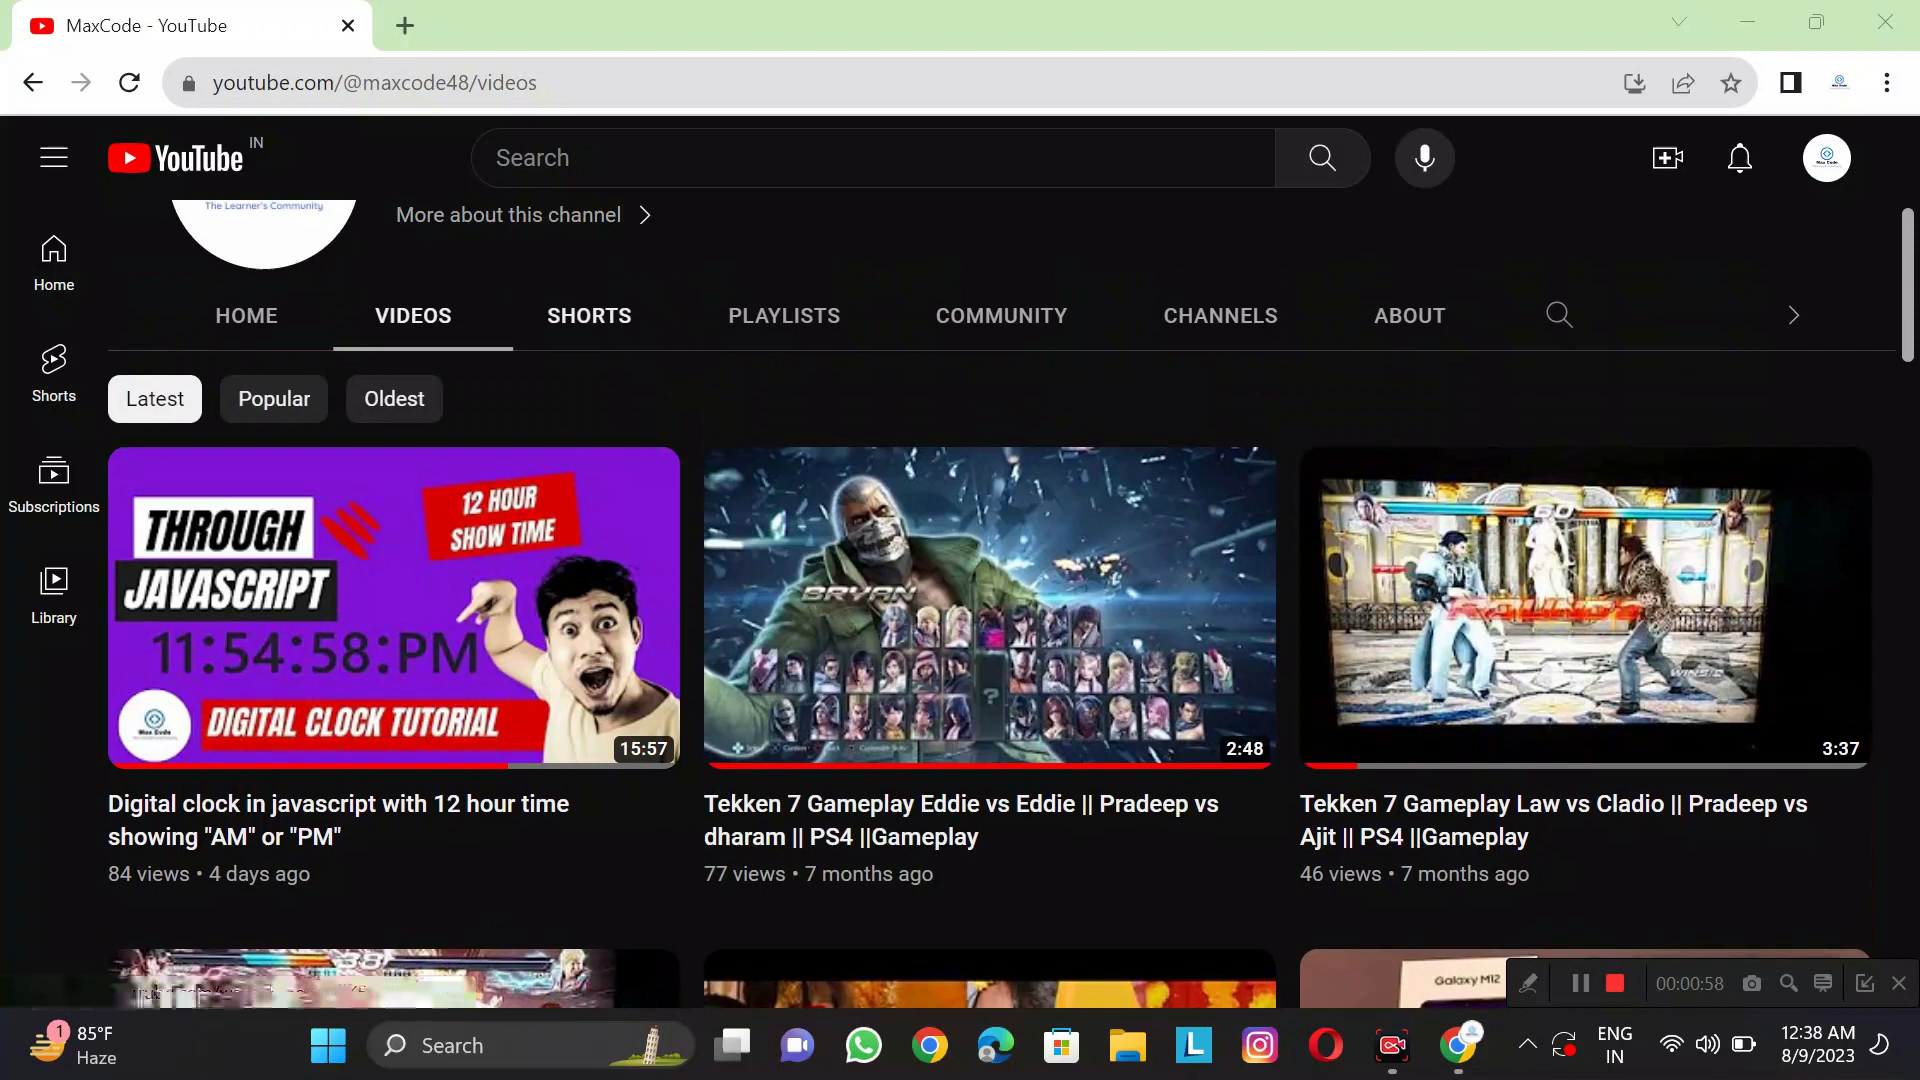 MaxCode - YouTube
youtube.com/@maxcode48/videos
YouTube IN
Search
The Learner's Community
More about this channel
Home
HOME
VIDEOS
SHORTS
PLAYLISTS
COMMUNITY
CHANNELS
ABOUT
Shorts
Latest
Popular
Oldest
Subscriptions
Library
THROUGH
JAVASCRIPT
12 HOUR
SHOW TIME
11:54:58:PM
Max Code
DIGITAL CLOCK TUTORIAL
15:57
BRYAN
?
2:48
60
3:37
Digital clock in javascript with 12 hour time
showing "AM" or "PM"
84 views • 4 days ago
Tekken 7 Gameplay Eddie vs Eddie || Pradeep vs
dharam || PS4 ||Gameplay
77 views • 7 months ago
Tekken 7 Gameplay Law vs Cladio || Pradeep vs
Ajit || PS4 ||Gameplay
46 views • 7 months ago
38
Galaxy M12
00:00:58
1
85°F
Haze
Search
L
ENG
IN
12:38 AM
8/9/2023